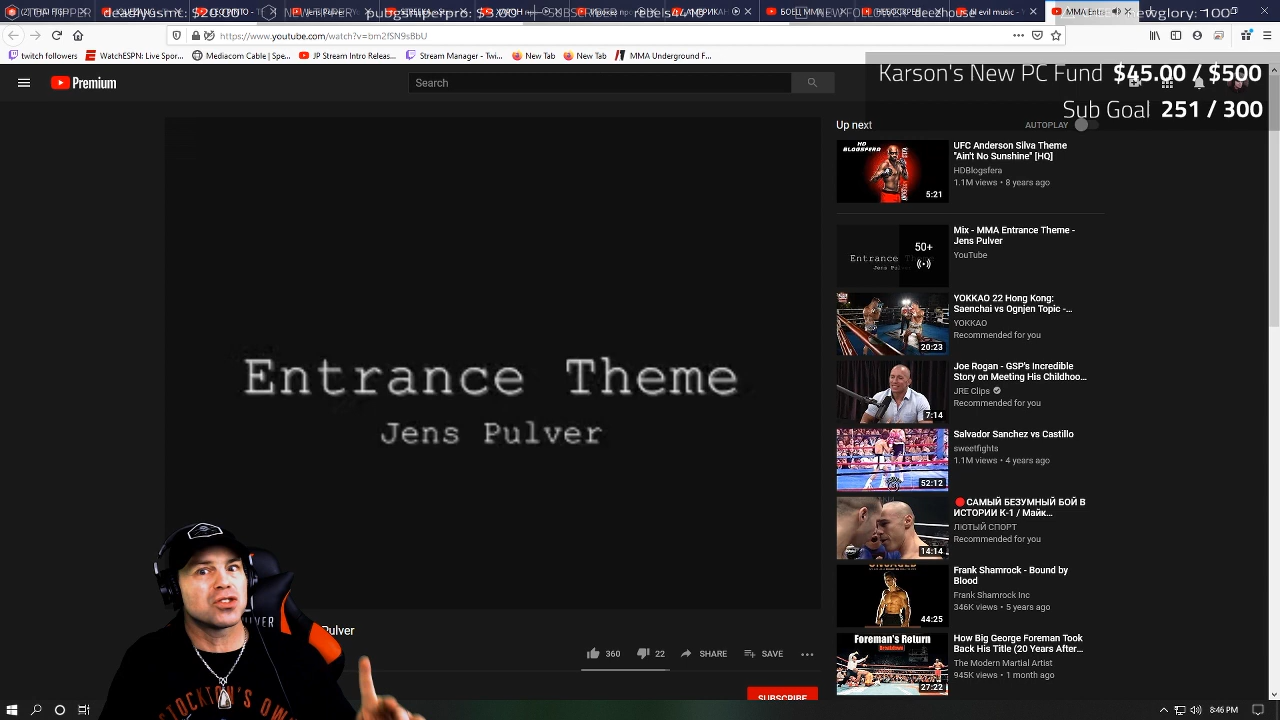 https://www.youtube.com/watch?v=bm2fSN9s8bU
twitch followers
WatchESPN: Live Spor...
Mediacom Cable | Spe...
JP Stream Intro Relea...
Stream Manager - Twi...
New Tab
New Tab
MMA Underground F...
Karson's New PC Fund $45.00 / $500
Sub Goal 251 / 300
Premium
Search
Up next
AUTOPLAY
UFC Anderson Silva Theme
"Ain't No Sunshine" [HQ]
HDBlogsfera
1.1M views • 8 years ago
5:21
Mix - MMA Entrance Theme -
Jens Pulver
YouTube
50+
YOKKAO 22 Hong Kong:
Saenchai vs Ognjen Topic -...
YOKKAO
Recommended for you
20:23
Joe Rogan - GSP's Incredible
Story on Meeting His Childhoo...
JRE Clips
Recommended for you
7:14
Salvador Sanchez vs Castillo
sweetfights
1.1M views • 4 years ago
52:12
САМЫЙ БЕЗУМНЫЙ БОЙ В
ИСТОРИИ К-1 / Майк...
ЛЮТЫЙ СПОРТ
Recommended for you
14:14
Frank Shamrock - Bound by
Blood
Frank Shamrock Inc
346K views • 5 years ago
44:25
Foreman's Return
Breakdown
How Big George Foreman Took
Back His Title (20 Years After...
The Modern Martial Artist
945K views • 1 month ago
27:22
Entrance Theme
Jens Pulver
Pulver
360
22
SHARE
SAVE
SUBSCRIBE
STOCKTON'S OWN
8:46 PM